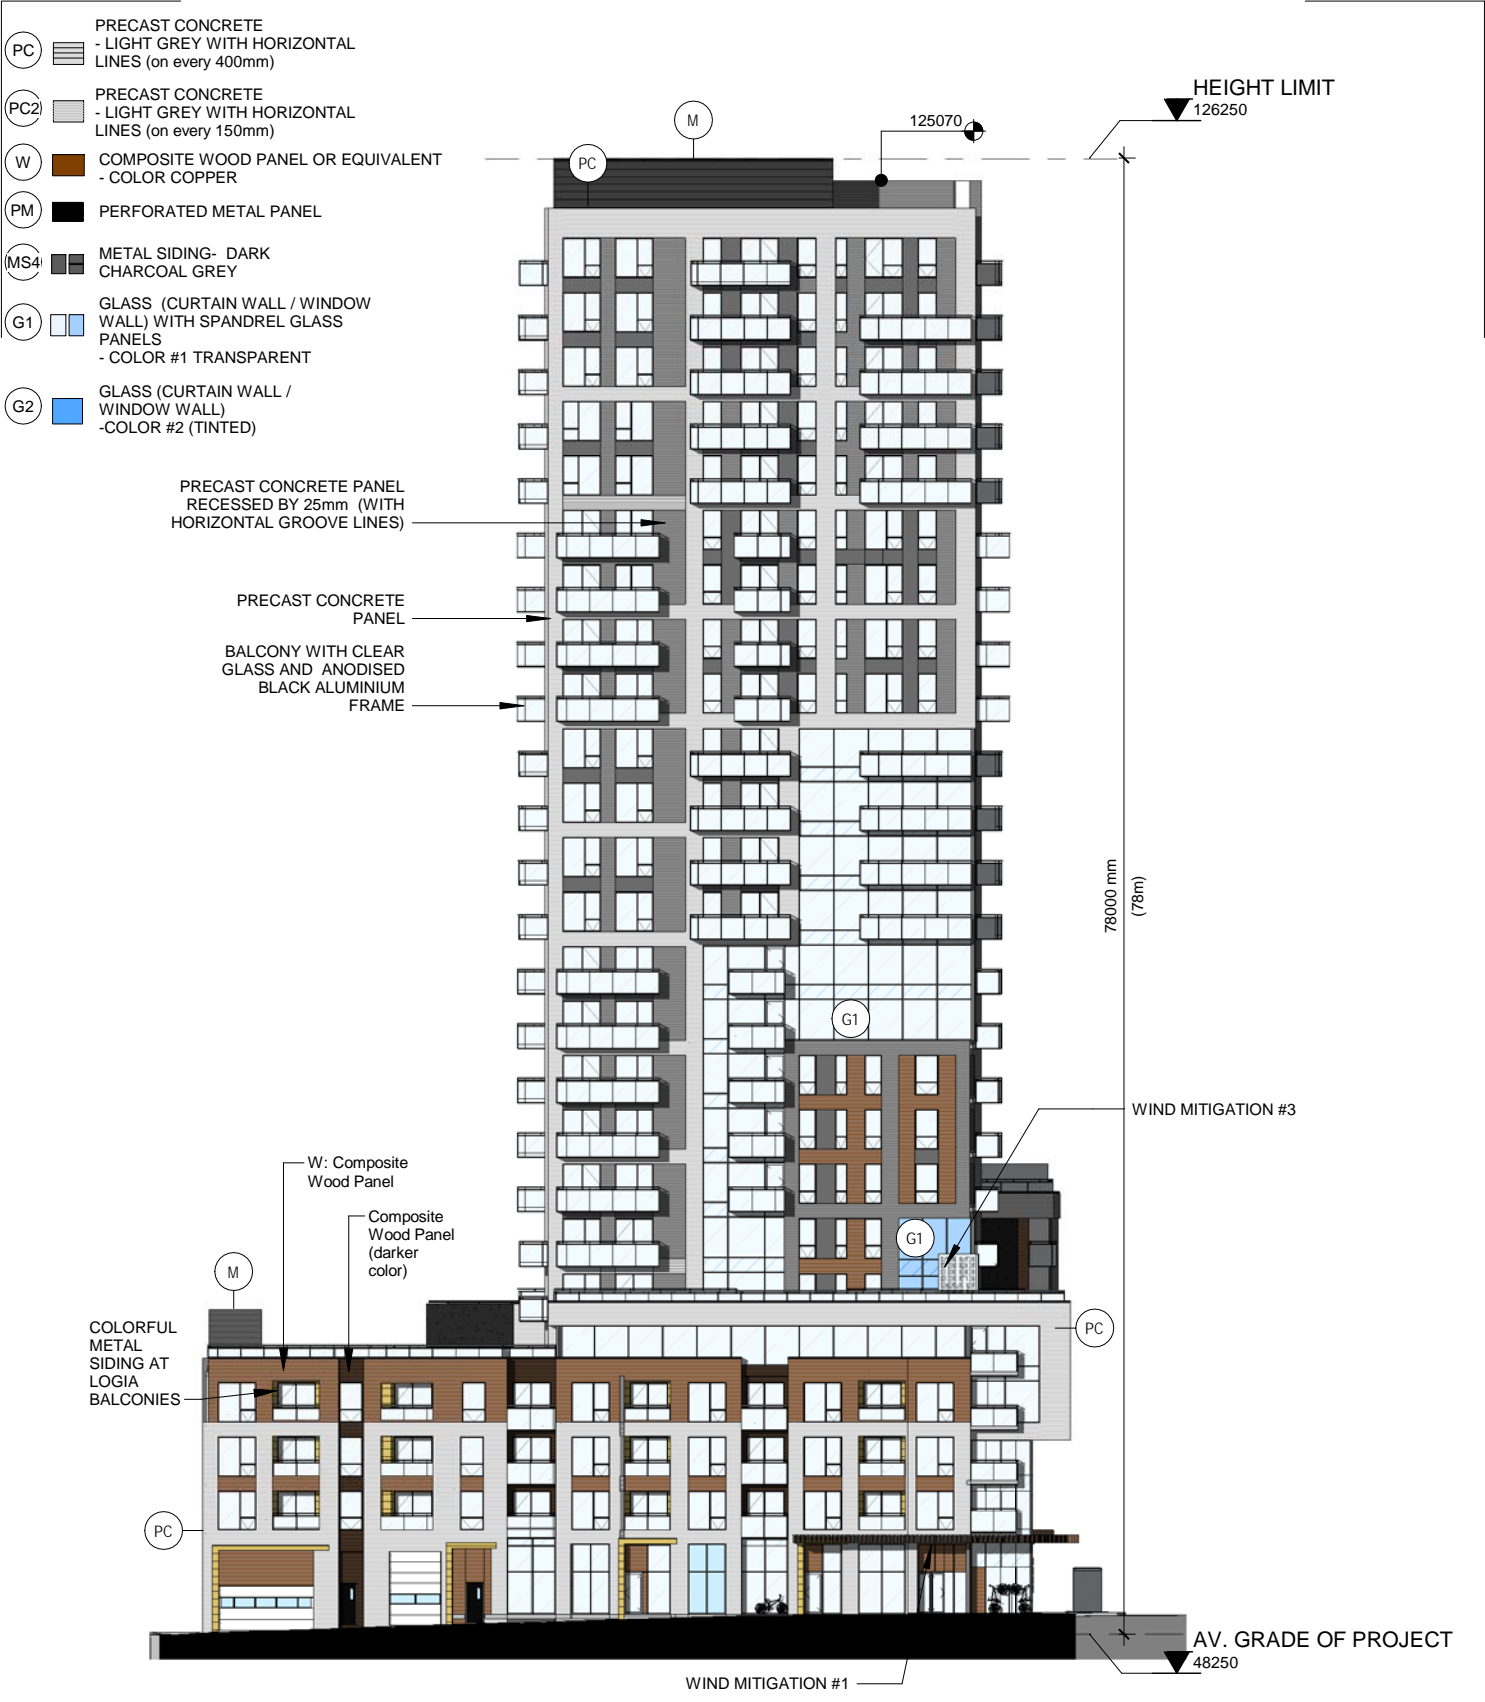 PC
PRECAST CONCRETE
- LIGHT GREY WITH HORIZONTAL
LINES (on every 400mm)
PC2
PRECAST CONCRETE
- LIGHT GREY WITH HORIZONTAL
LINES (on every 150mm)
W
COMPOSITE WOOD PANEL OR EQUIVALENT
- COLOR COPPER
PM
PERFORATED METAL PANEL
MS4
METAL SIDING- DARK
CHARCOAL GREY
G1
GLASS (CURTAIN WALL / WINDOW
WALL) WITH SPANDREL GLASS
PANELS
- COLOR #1 TRANSPARENT
G2
GLASS (CURTAIN WALL /
WINDOW WALL)
-COLOR #2 (TINTED)
HEIGHT LIMIT
126250
M
125070
PC
PRECAST CONCRETE PANEL
RECESSED BY 25mm (WITH
HORIZONTAL GROOVE LINES)
PRECAST CONCRETE
PANEL
BALCONY WITH CLEAR
GLASS AND ANODISED
BLACK ALUMINIUM
FRAME
78000 mm
(78m)
G1
WIND MITIGATION #3
W: Composite
Wood Panel
Composite
Wood Panel
(darker
color)
G1
M
COLORFUL
METAL
SIDING AT
LOGIA
BALCONIES
PC
PC
AV. GRADE OF PROJECT
48250
WIND MITIGATION #1